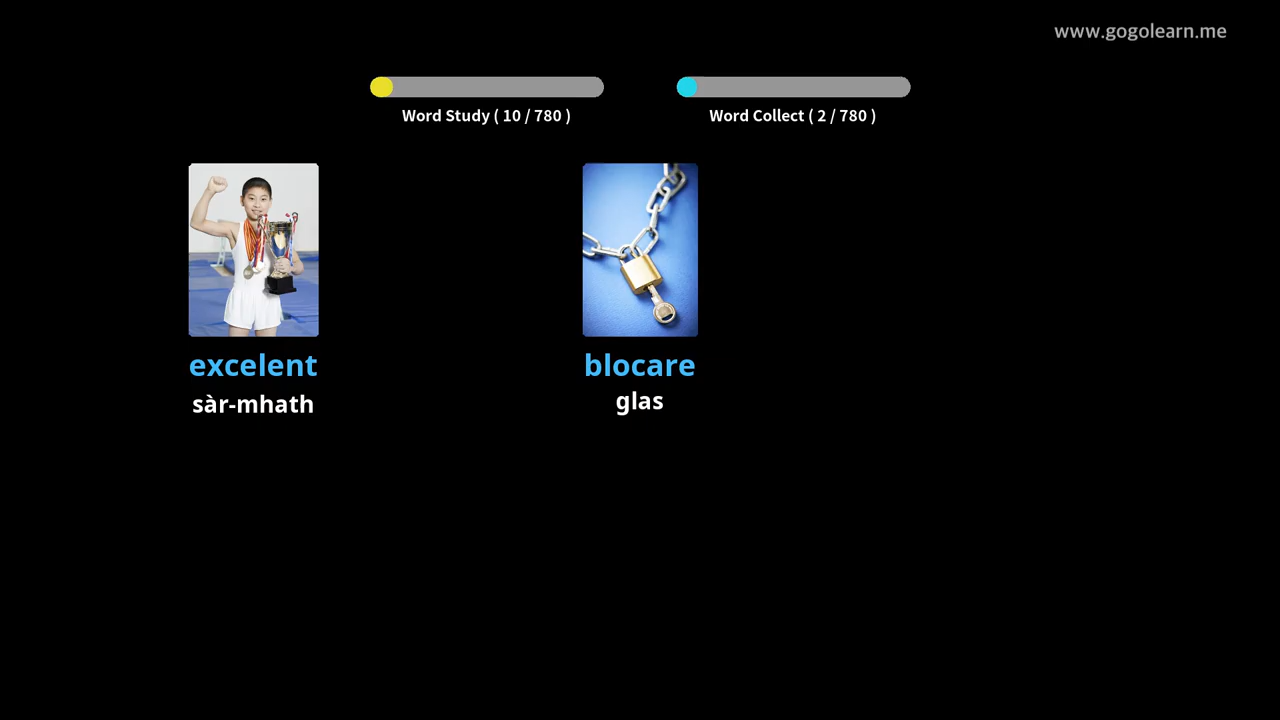 www.gogolearn.me
Word Study ( 10 / 780 )
Word Collect ( 2 / 780 )
excelent
sàr-mhath
blocare
glas